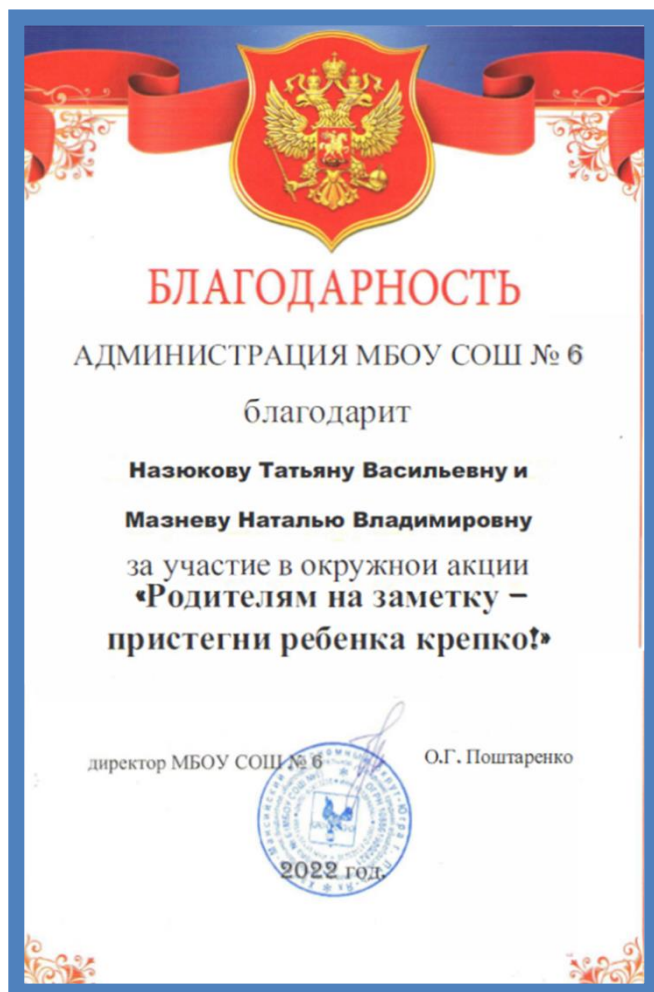 БЛАГОДАРНОСТЬ
АДМИНИСТРАЦИЯ МБОУ СОШ № 6
благодарит
Назюкову Татьяну Васильевну и
Мазневу Наталью Владимировну
за участие в окружнои акции
«Родителям на заметку –
пристегни ребенка крепко!»
директор МБОУ СОШ № 6 О.Г. Поштаренко
2022 год.